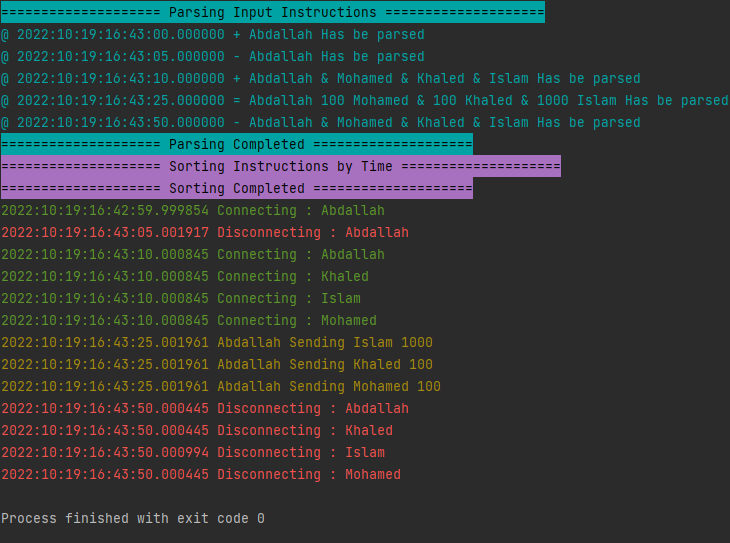 ==================== Parsing Input Instructions ====================
@ 2022:10:19:16:43:00.000000 + Abdallah Has be parsed
@ 2022:10:19:16:43:05.000000 - Abdallah Has be parsed
@ 2022:10:19:16:43:10.000000 + Abdallah & Mohamed & Khaled & Islam Has be parsed
@ 2022:10:19:16:43:25.000000 = Abdallah 100 Mohamed & 100 Khaled & 1000 Islam Has be parsed
@ 2022:10:19:16:43:50.000000 - Abdallah & Mohamed & Khaled & Islam Has be parsed
==================== Parsing Completed ====================
==================== Sorting Instructions by Time ====================
==================== Sorting Completed ====================
2022:10:19:16:42:59.999854 Connecting : Abdallah
2022:10:19:16:43:05.001917 Disconnecting : Abdallah
2022:10:19:16:43:10.000845 Connecting : Abdallah
2022:10:19:16:43:10.000845 Connecting : Khaled
2022:10:19:16:43:10.000845 Connecting : Islam
2022:10:19:16:43:10.000845 Connecting : Mohamed
2022:10:19:16:43:25.001961 Abdallah Sending Islam 1000
2022:10:19:16:43:25.001961 Abdallah Sending Khaled 100
2022:10:19:16:43:25.001961 Abdallah Sending Mohamed 100
2022:10:19:16:43:50.000445 Disconnecting : Abdallah
2022:10:19:16:43:50.000445 Disconnecting : Khaled
2022:10:19:16:43:50.000994 Disconnecting : Islam
2022:10:19:16:43:50.000445 Disconnecting : Mohamed
Process finished with exit code 0